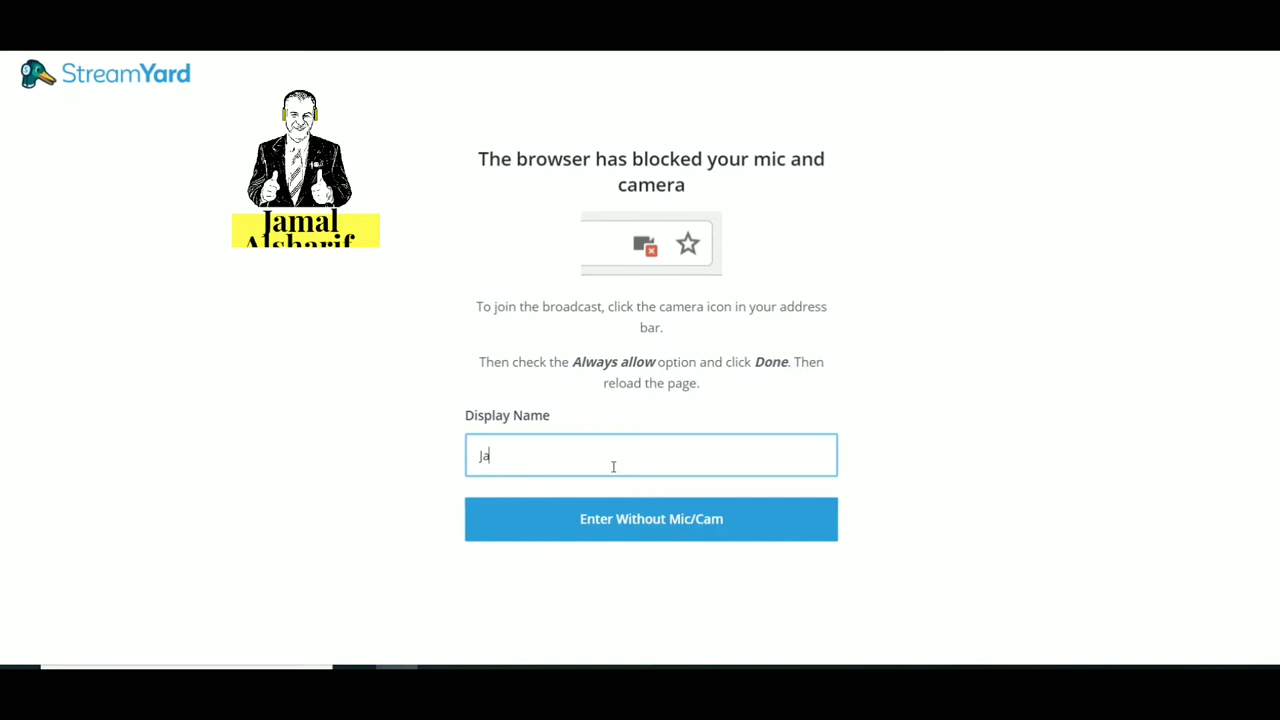 StreamYard
Jamal
Alsharif
The browser has blocked your mic and
camera
To join the broadcast, click the camera icon in your address
bar.
Then check the Always allow option and click Done. Then
reload the page.
Display Name
Ja
Enter Without Mic/Cam